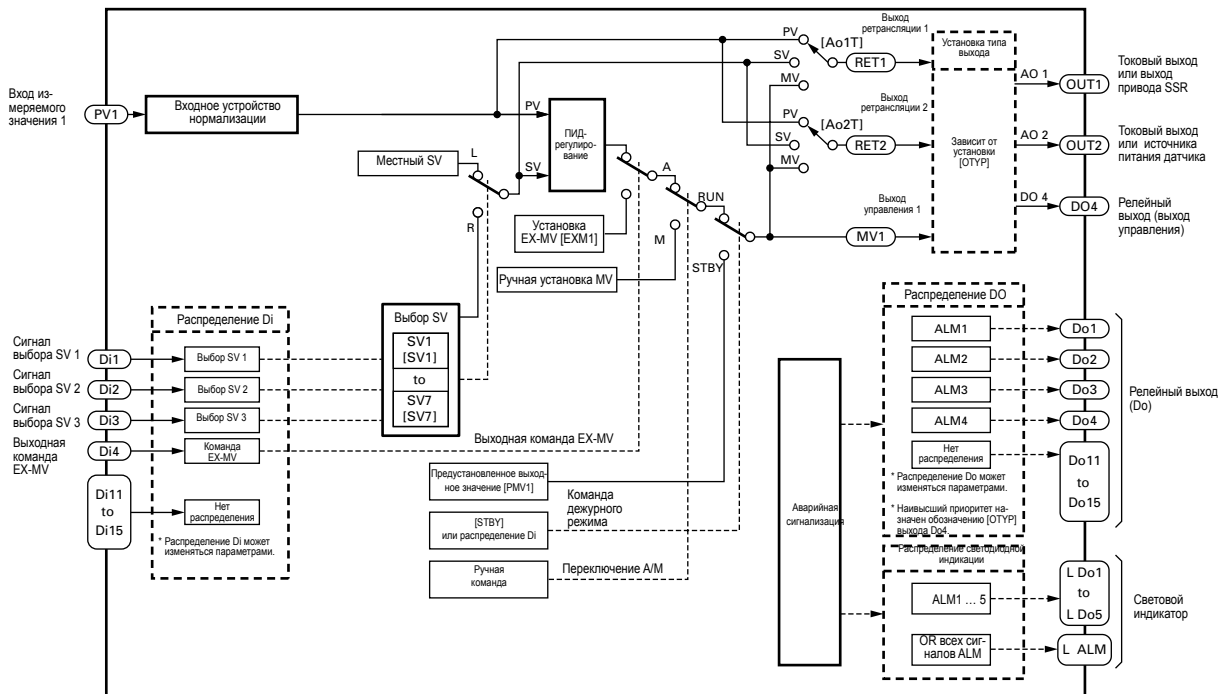 Вход из-
меряемого
значения 1
PV1
Входное устройство
нормализации
PV
SV
ПИД-
регулиро-
вание
Местный SV
L
R
Установка
EX-MV [EXM1]
Ручная установка MV
A
M
RUN
STBY
PV
SV
MV
[Ao1T]
Выход
ретрансляции 1
RET1
PV
SV
MV
[Ao2T]
Выход
ретрансляции 2
RET2
Выход
управления 1
MV1
Установка типа
выхода
Зависит от
установки
[OTYP]
AO 1
OUT1
Токовый выход
или выход
привода SSR
AO 2
OUT2
Токовый выход
или источника
питания датчика
DO 4
DO4
Релейный
выход (выход
управления)
Распределение Di
Сигнал
выбора SV 1
Di1
Выбор SV 1
Сигнал
выбора SV 2
Di2
Выбор SV 2
Сигнал
выбора SV 3
Di3
Выбор SV 3
Выходная
команда
EX-MV
Di4
Команда
EX-MV
Di11
to
Di15
Нет
распределения
* Распределение Di может
изменяться параметрами.
Выбор SV
SV1
[SV1]
to
SV7
[SV7]
Выходная команда EX-MV
Предустановленное выход-
ное значение [PMV1]
Команда
дежурного
режима
[STBY]
или распределение Di
Ручная
команда
Переключение A/M
Аварийная
сигнализация
Распределение DO
ALM1
Do1
ALM2
Do2
ALM3
Do3
ALM4
Do4
Нет
распределения
Do11
to
Do15
Релейный выход
(Do)
* Распределение Do может
изменяться параметрами.
* Наивысший приоритет на-
значен обозначению [OTYP]
выхода Do4.
Распределение светодиодной
индикации
ALM1 ... 5
L Do1
to
L Do5
OR всех сиг-
налов ALM
L ALM
Световой
индикатор